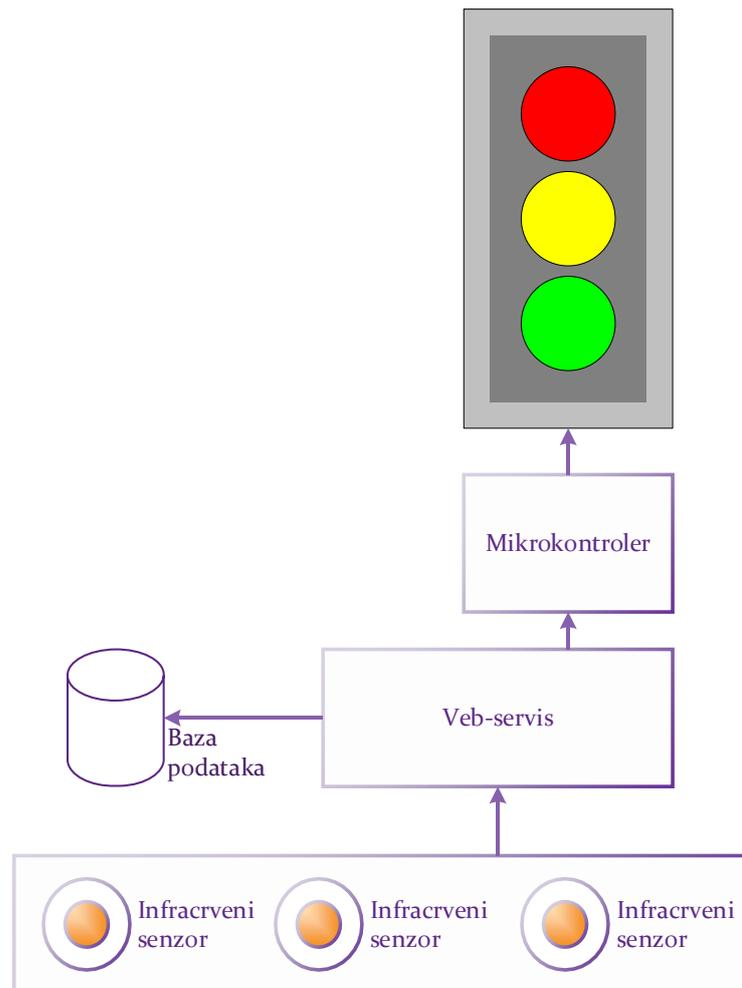 Mikrokontroler
Veb-servis
Baza
podataka
Infracrveni
senzor
Infracrveni
senzor
Infracrveni
senzor